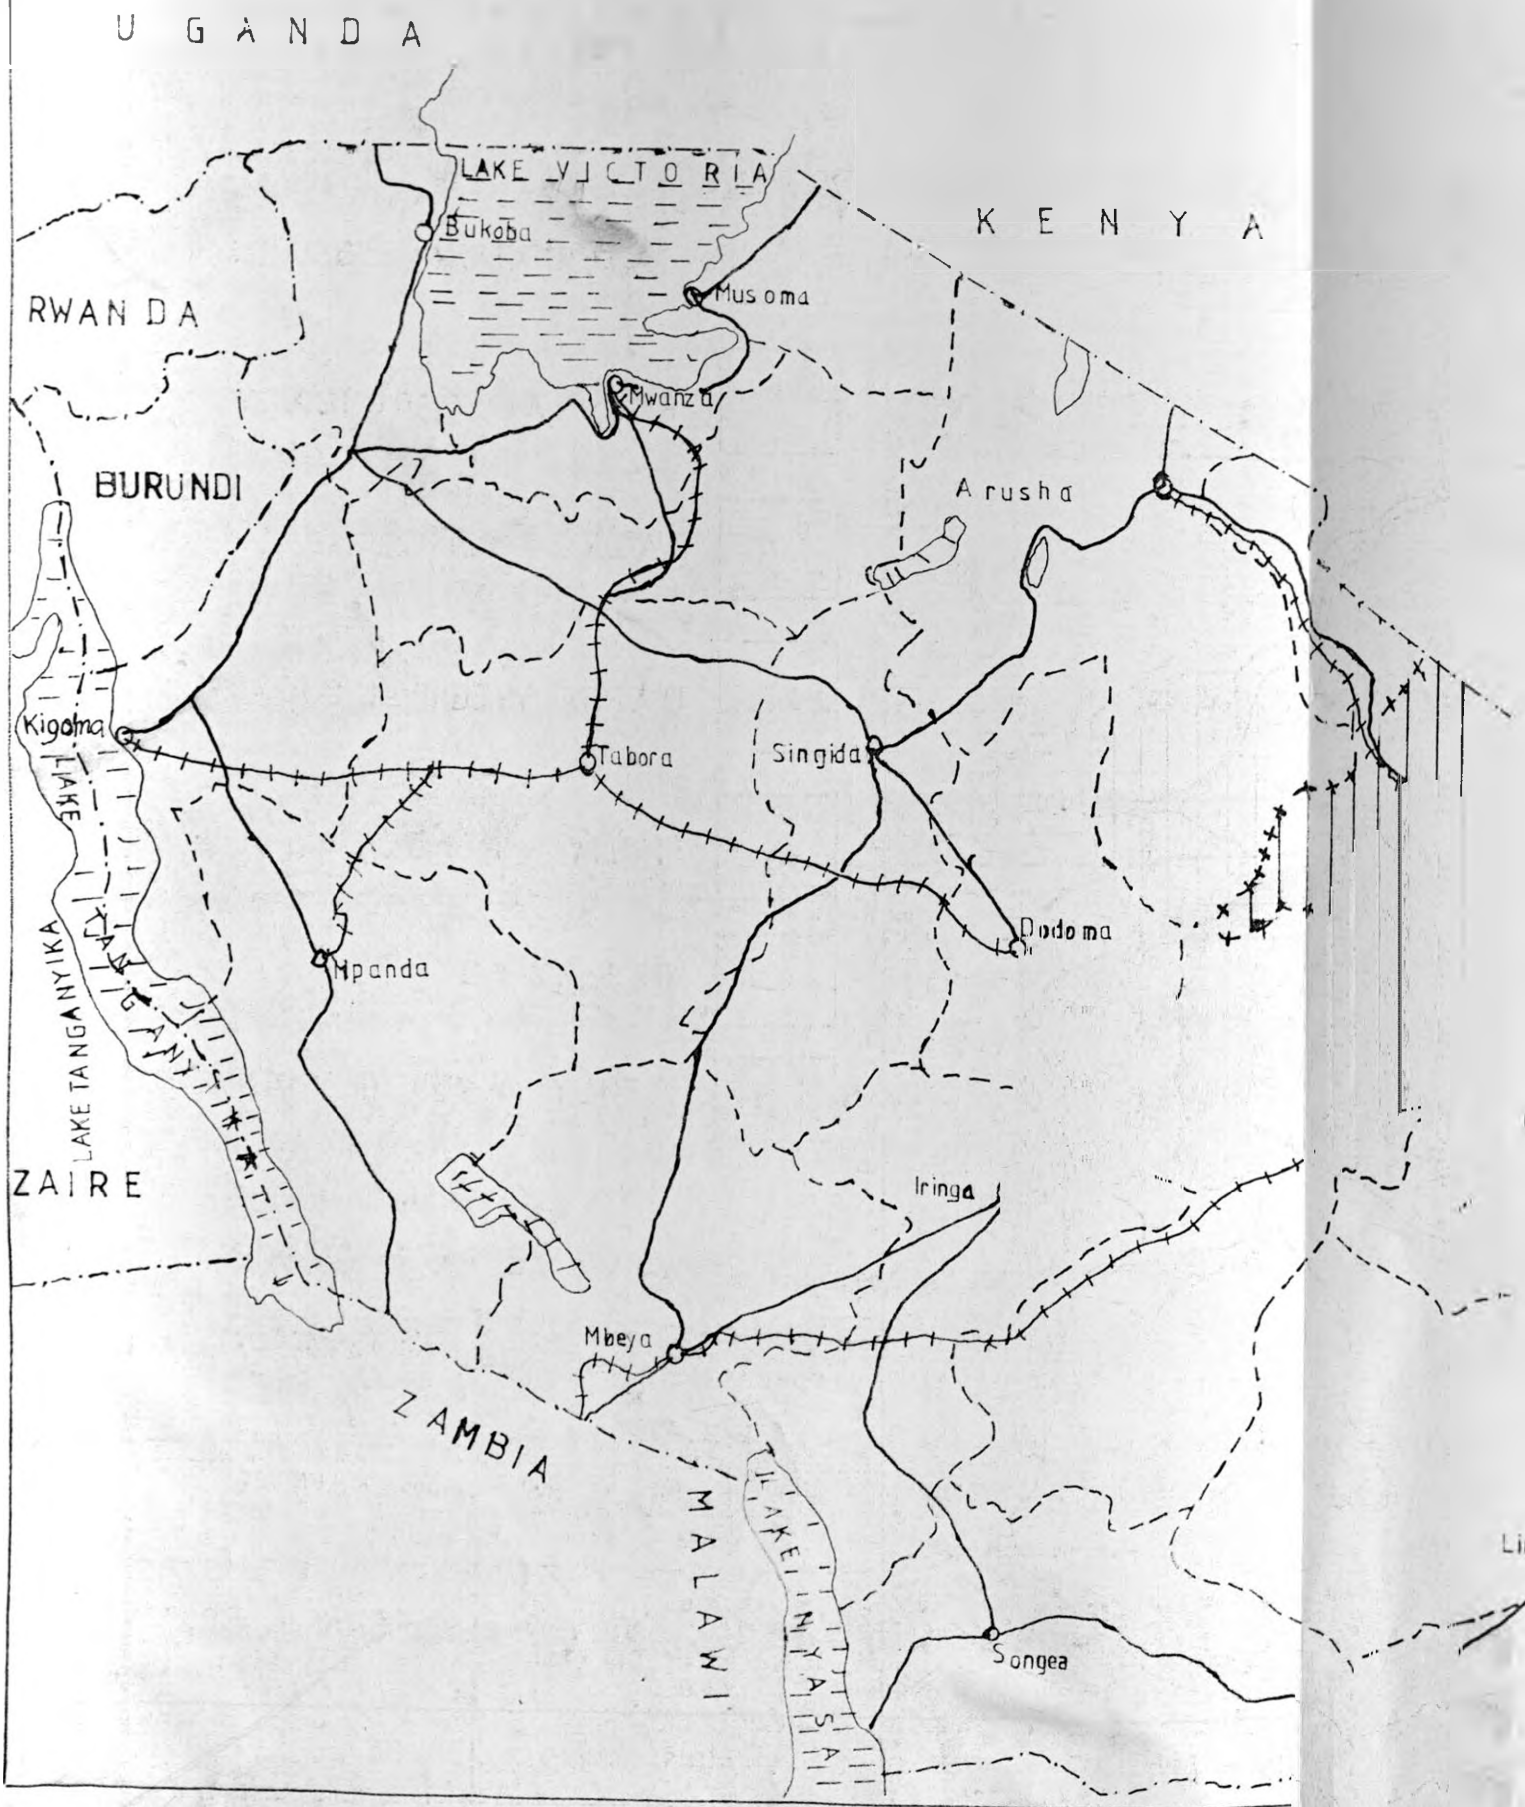 UGANDA
LAKE VICTORIA
KENYA
Bukoba
RWANDA
Musoma
Mwanza
BURUNDI
Arusha
Kigoma
Tabora
Singida
LAKE TANGANYIKA
Dodoma
Mpanda
LAKE TANGANYIKA
ZAIRE
Iringa
Mbeya
ZAMBIA
MALAWI
LAKE NYASA
Songea